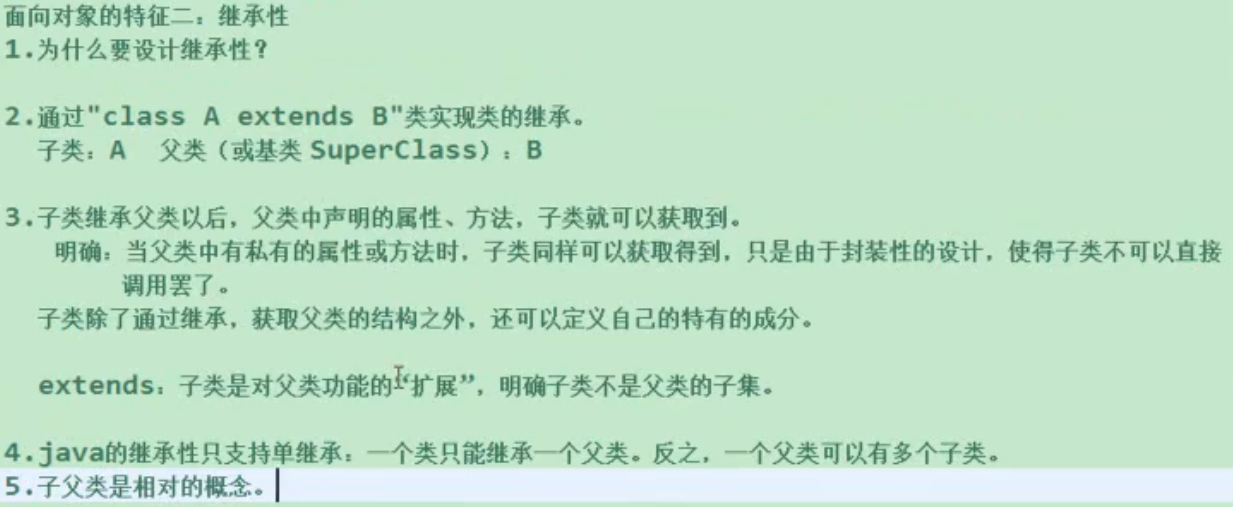 面向对象的特征二：继承性
1.为什么要设计继承性？
2.通过"class A extends B"类实现类的继承。
子类：A 父类（或基类 SuperClass）：B
3.子类继承父类以后，父类中声明的属性、方法，子类就可以获取到。
明确：当父类中有私有的属性或方法时，子类同样可以获取得到，只是由于封装性的设计，使得子类不可以直接
调用罢了。
子类除了通过继承，获取父类的结构之外，还可以定义自己的特有的成分。
extends：子类是对父类功能的“扩展”，明确子类不是父类的子集。
4.java的继承性只支持单继承：一个类只能继承一个父类。反之，一个父类可以有多个子类。
5.子父类是相对的概念。